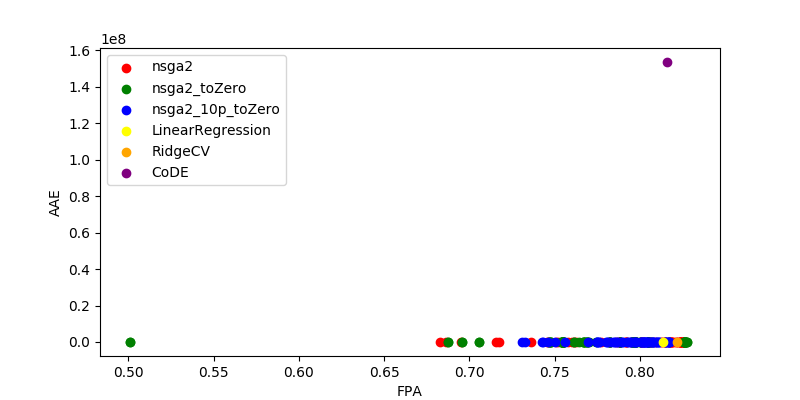 1e8
1.6
1.4
1.2
1.0
0.8
0.6
0.4
0.2
0.0
AAE
nsga2
nsga2_toZero
nsga2_10p_toZero
LinearRegression
RidgeCV
CoDE
0.50 0.55 0.60 0.65 0.70 0.75 0.80
FPA